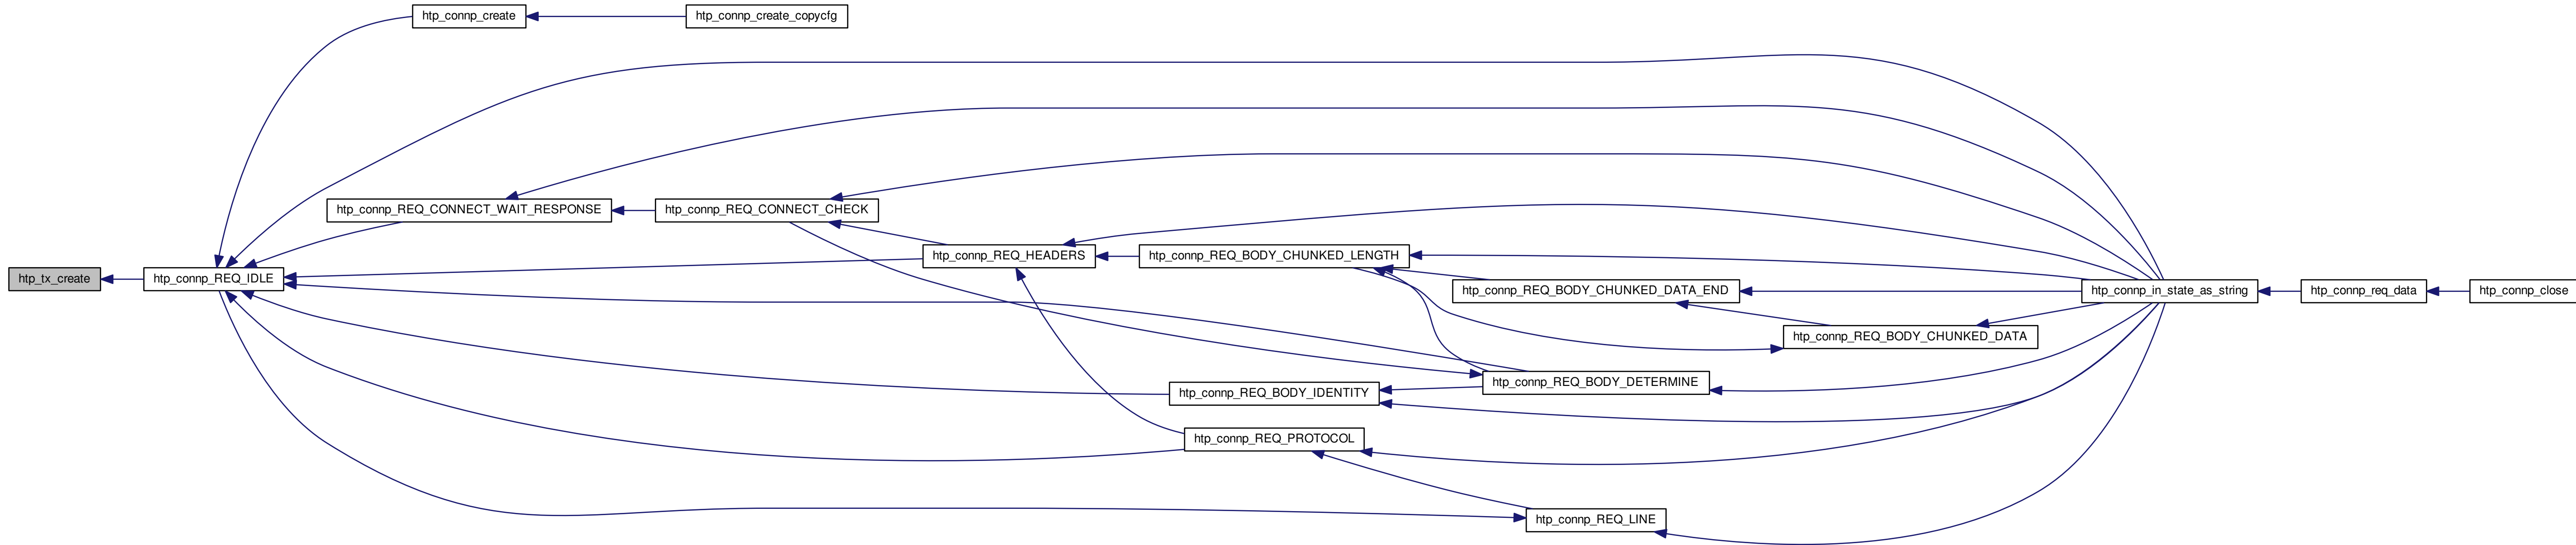 htp_connp_create
htp_connp_create_copycfg
htp_connp_REQ_CONNECT_WAIT_RESPONSE
htp_connp_REQ_CONNECT_CHECK
htp_connp_REQ_HEADERS
htp_connp_REQ_BODY_CHUNKED_LENGTH
htp_tx_create
htp_connp_REQ_IDLE
htp_connp_REQ_BODY_CHUNKED_DATA_END
htp_connp_in_state_as_string
htp_connp_req_data
htp_connp_close
htp_connp_REQ_BODY_CHUNKED_DATA
htp_connp_REQ_BODY_DETERMINE
htp_connp_REQ_BODY_IDENTITY
htp_connp_REQ_PROTOCOL
htp_connp_REQ_LINE